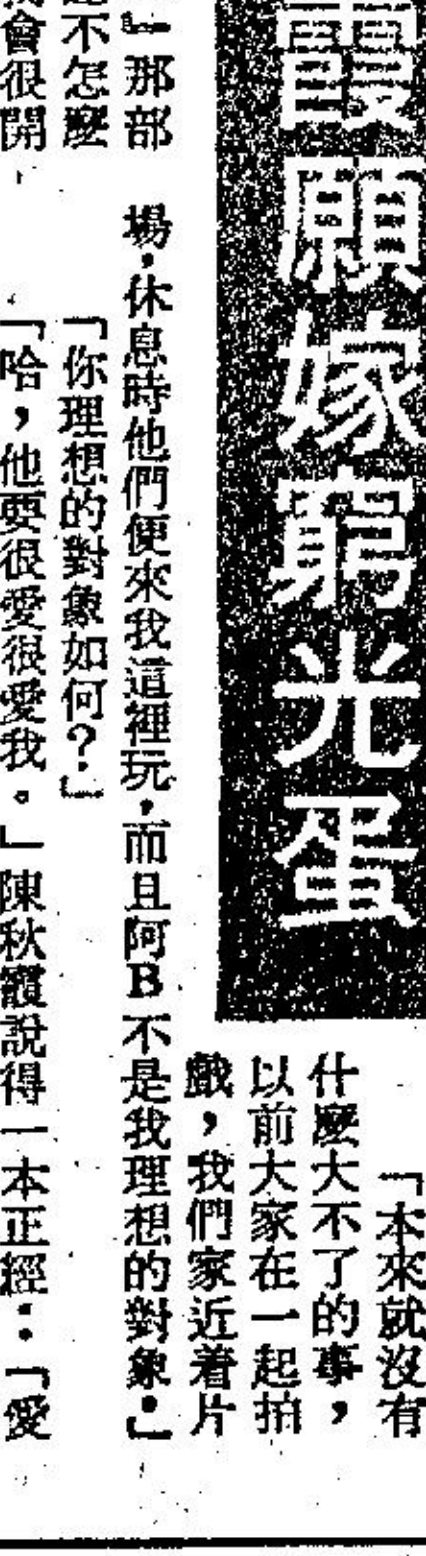 霞願嫁窮光蛋
「本來就沒有
什麼大不了的事，
以前大家在一起拍
戲，我們家近着片
場，休息時他們便來我這裡玩，而且阿B不是我理想的對象。」
「你理想的對象如何？」
「哈，他要很愛很愛我。」陳秋霞說得一本正經：「愛
」那部
不怎麼
會很開